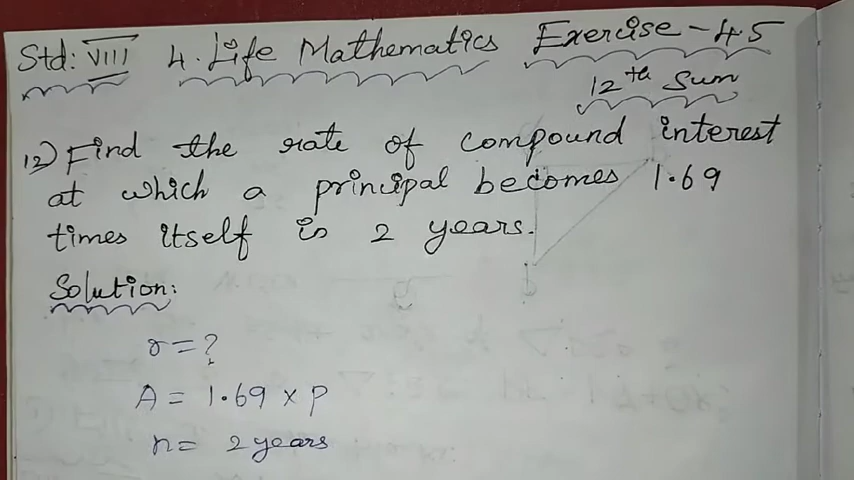 Std: VIII 4. Life Mathematics Exercise - 4.5
12th Sum
12) Find the rate of compound interest
at which a principal becomes 1.69
times itself in 2 years.
Solution:
r = ?
A = 1.69 x P
n = 2 years